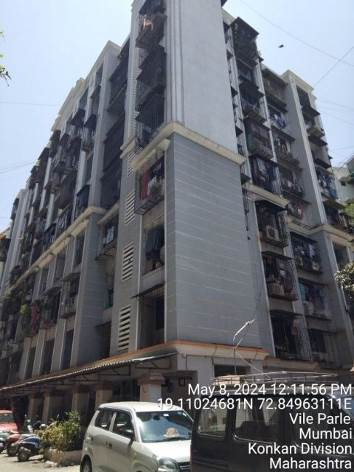 May 8, 2024 12:11:56 PM
19.11024681N 72.84963111E
Vile Parle
Mumbai
Konkan Division
Maharashtra